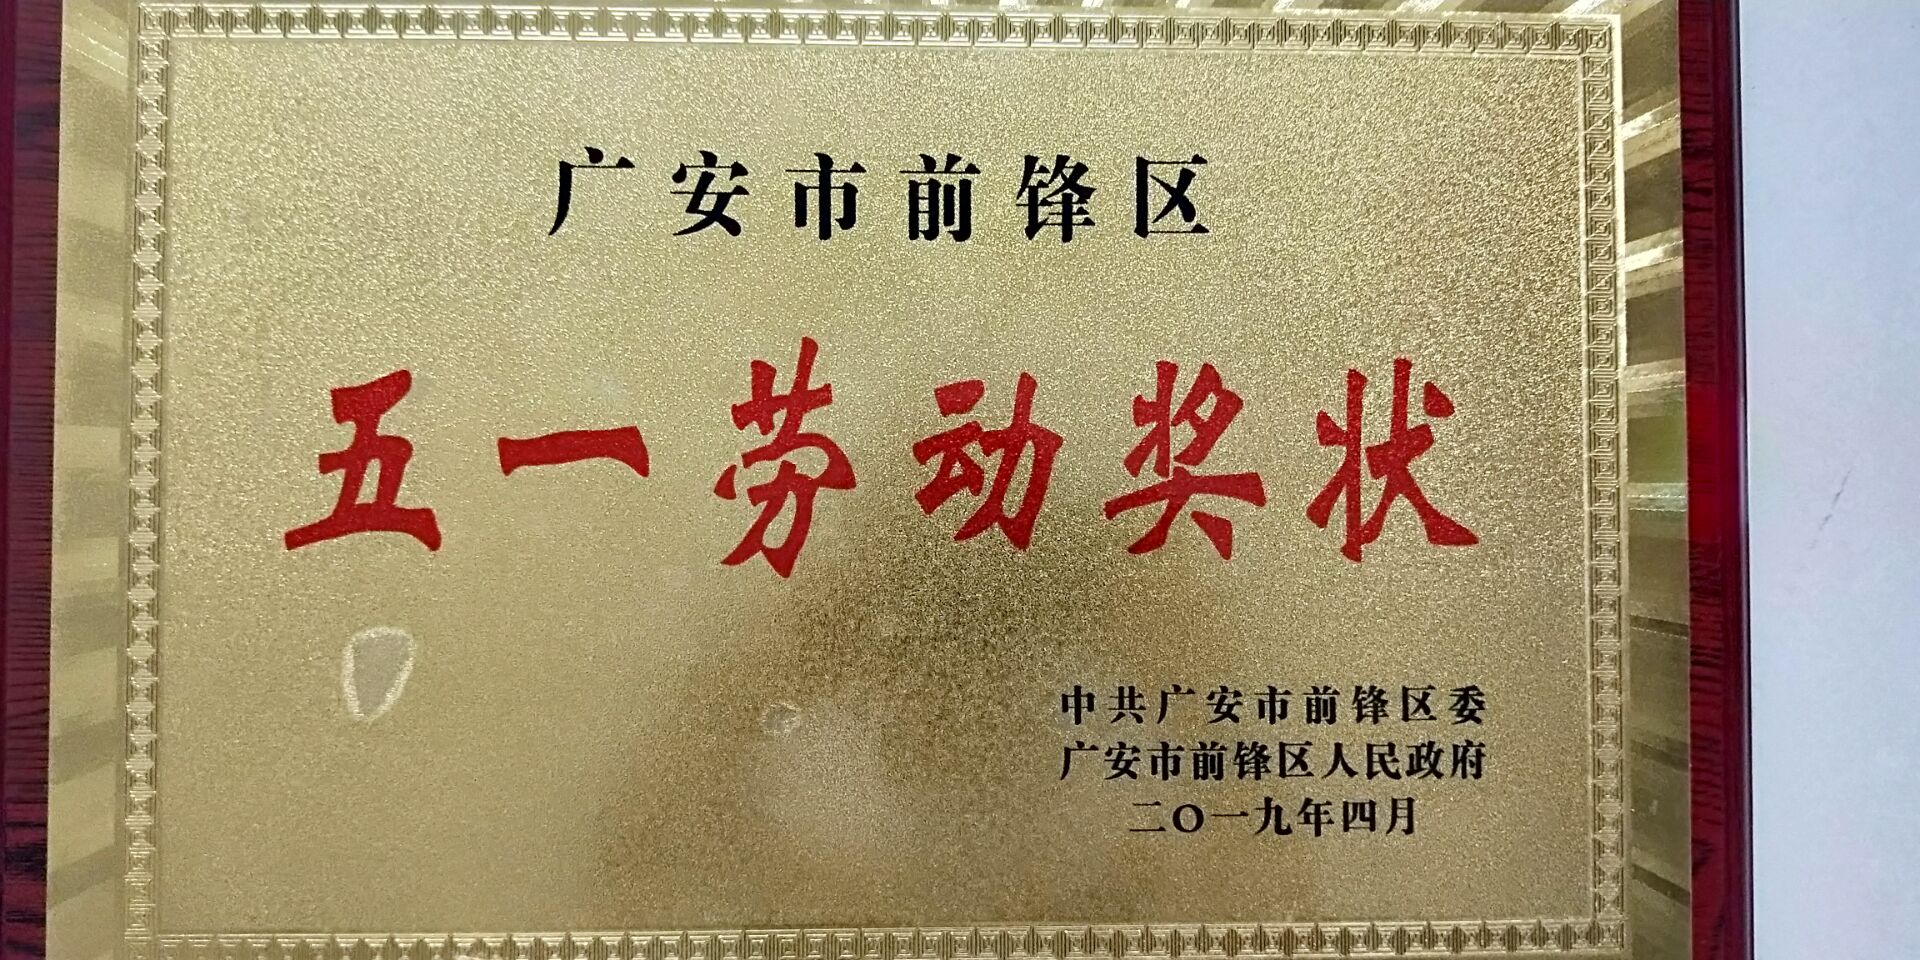 广安市前锋区
五一劳动奖状
中共广安市前锋区委
广安市前锋区人民政府
二〇一九年四月